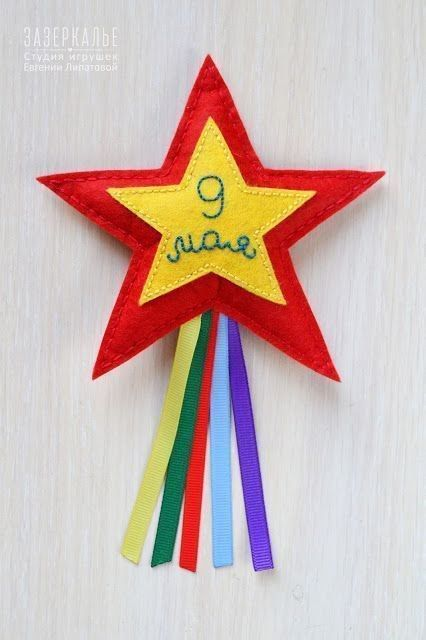 ЗАЗЕРКАЛЬЕ
Студия игрушек
Евгении Липатовой
9
мая